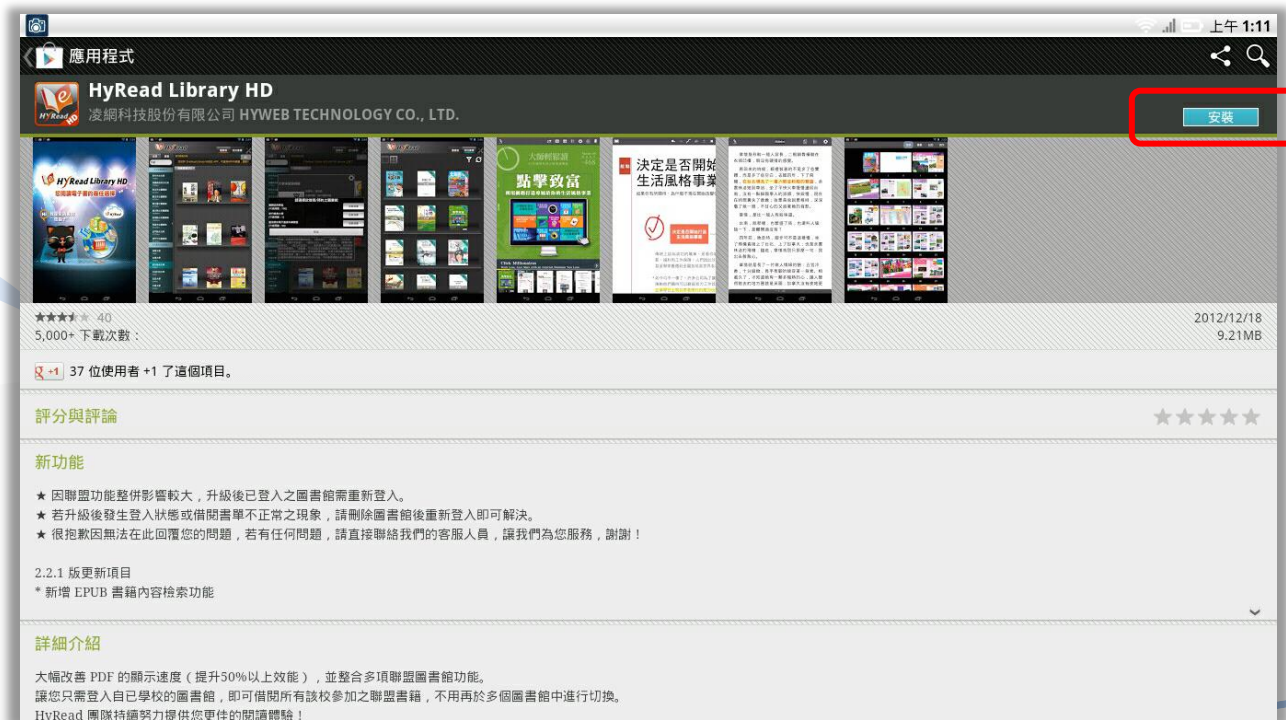 上午 1:11
應用程式
HyRead Library HD
凌網科技股份有限公司 HYWEB TECHNOLOGY CO., LTD.
安裝
HyRead Library HD
大師輕鬆讀
點擊致富
決定是否開始
生活風格事業
40
2012/12/18
5,000+ 下載次數：
9.21MB
+1 37 位使用者 +1 了這個項目。
評分與評論
新功能
★ 因聯盟功能整併影響較大，升級後已登入之圖書館需重新登入。
★ 若升級後發生登入狀態或借閱書單不正常之現象，請刪除圖書館後重新登入即可解決。
★ 很抱歉因無法在此回覆您的問題，若有任何問題，請直接聯絡我們的客服人員，讓我們為您服務，謝謝！
2.2.1 版更新項目
* 新增 EPUB 書籍內容檢索功能
詳細介紹
大幅改善 PDF 的顯示速度（提升50%以上效能），並整合多項聯盟圖書館功能。
讓您只需登入自已學校的圖書館，即可借閱所有該校參加之聯盟書籍，不用再於多個圖書館中進行切換。
HyRead 團隊持續努力提供您更佳的閱讀體驗！